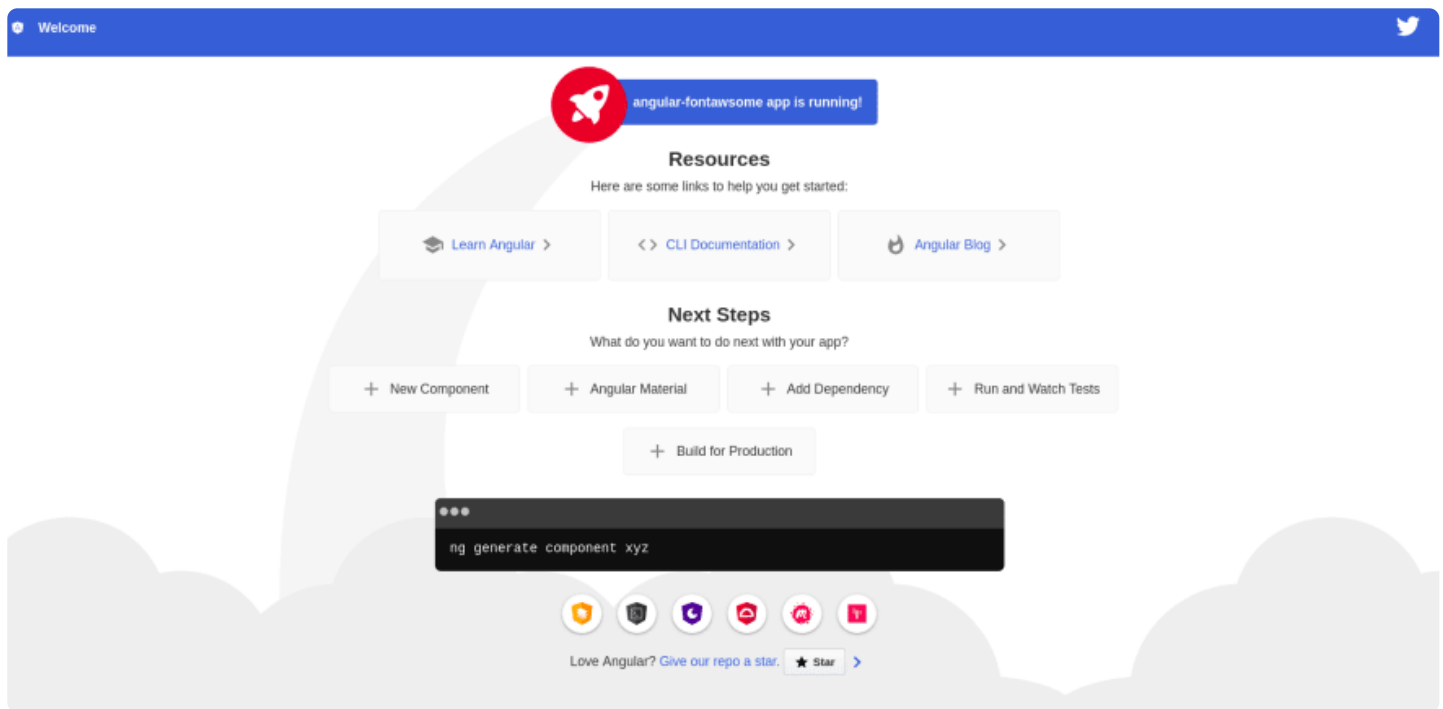 Welcome
angular-fontawsome app is running!
Resources
Here are some links to help you get started:
Learn Angular
CLI Documentation
Angular Blog
Next Steps
What do you want to do next with your app?
New Component
Angular Material
Add Dependency
Run and Watch Tests
Build for Production
ng generate component xyz
Love Angular? Give our repo a star. Star